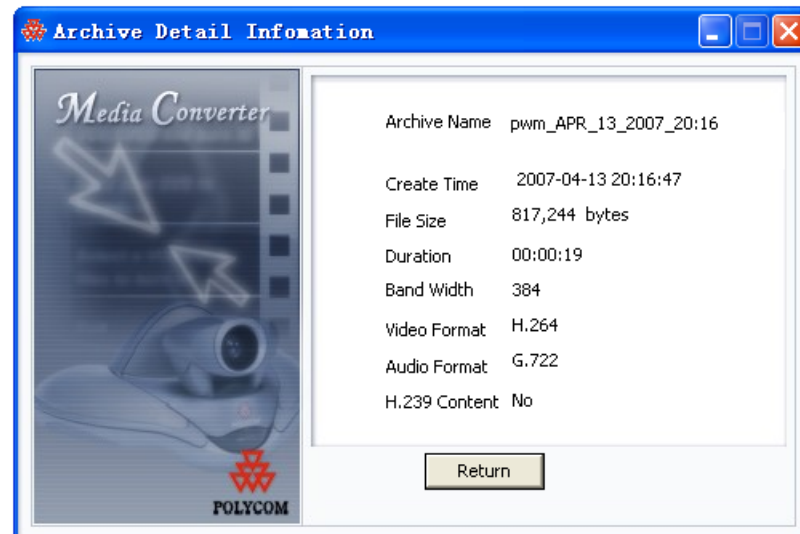 Archive Detail Infomation
Media Converter
Archive Name pwm_APR_13_2007_20:16
Create Time 2007-04-13 20:16:47
File Size 817,244 bytes
Duration 00:00:19
Band Width 384
Video Format H.264
Audio Format G.722
H.239 Content No
Return
POLYCOM